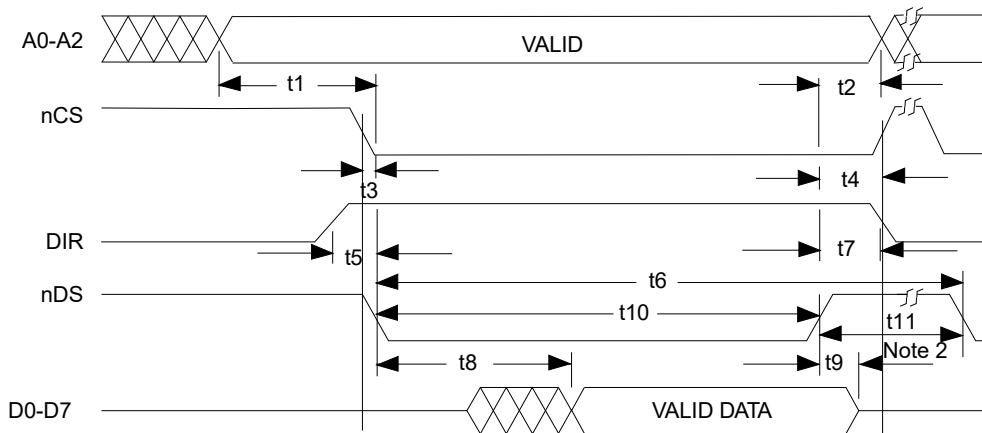 A0-A2
VALID
t1
t2
nCS
t3
t4
DIR
t5
t7
t6
nDS
t10
t11
t8
t9
Note 2
D0-D7
VALID DATA